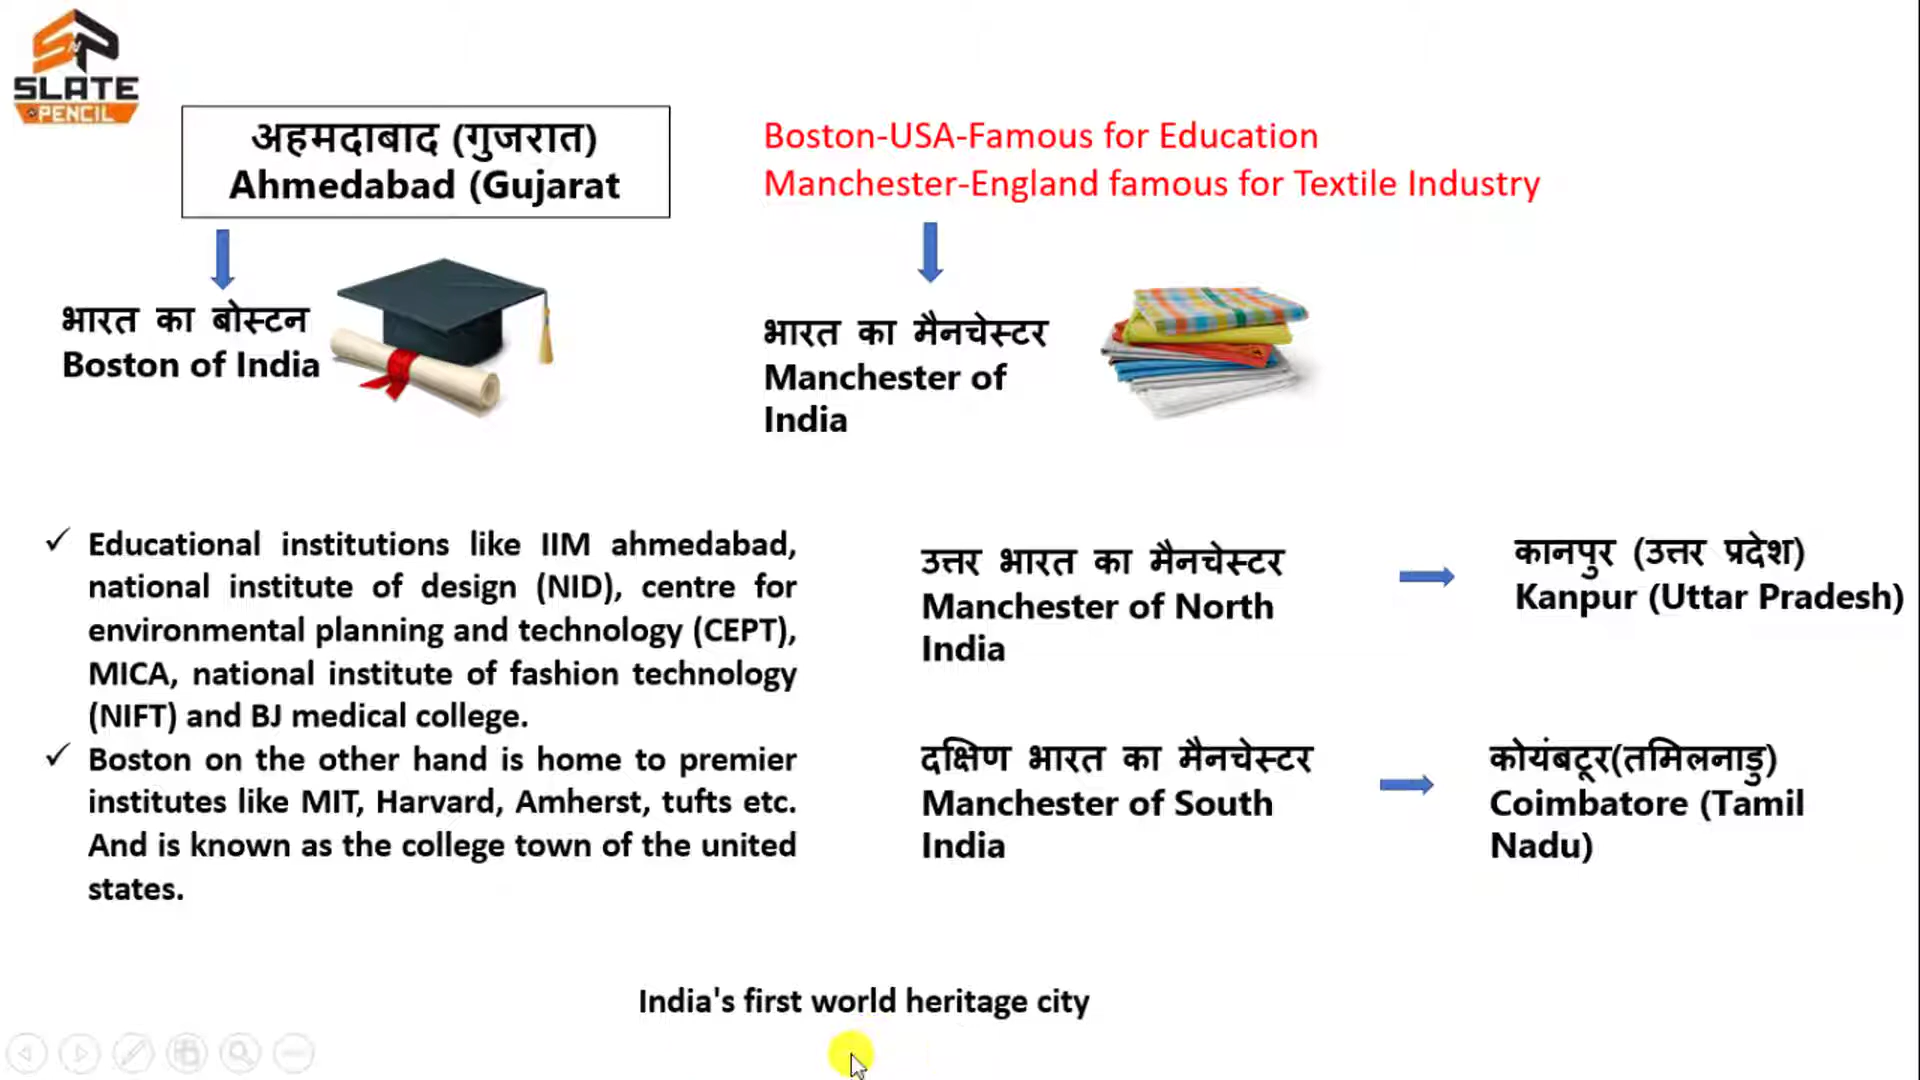 SLATE
PENCIL
अहमदाबाद (गुजरात)
Ahmedabad (Gujarat
Boston-USA-Famous for Education
Manchester-England famous for Textile Industry
भारत का बोस्टन
Boston of India
भारत का मैनचेस्टर
Manchester of
India
✓ Educational institutions like IIM ahmedabad,
national institute of design (NID), centre for
environmental planning and technology (CEPT),
MICA, national institute of fashion technology
(NIFT) and BJ medical college.
✓ Boston on the other hand is home to premier
institutes like MIT, Harvard, Amherst, tufts etc.
And is known as the college town of the united
states.
उत्तर भारत का मैनचेस्टर
Manchester of North
India
कानपुर (उत्तर प्रदेश)
Kanpur (Uttar Pradesh)
दक्षिण भारत का मैनचेस्टर
Manchester of South
India
कोयंबटूर(तमिलनाडु)
Coimbatore (Tamil
Nadu)
India's first world heritage city